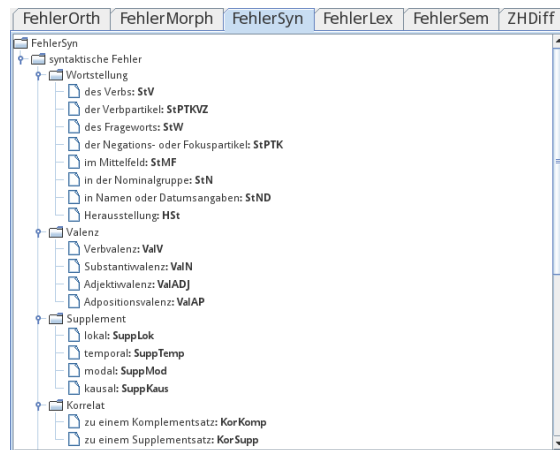 FehlerOrth FehlerMorph FehlerSyn FehlerLex FehlerSem ZHDiff
FehlerSyn
syntaktische Fehler
Wortstellung
des Verbs: StV
der Verbpartikel: StPTKVZ
des Frageworts: StW
der Negations- oder Fokuspartikel: StPTK
im Mittelfeld: StMF
in der Nominalgruppe: StN
in Namen oder Datumsangaben: StND
Herausstellung: HSt
Valenz
Verbvalenz: ValV
Substantivvalenz: ValN
Adjektivvalenz: ValADJ
Adpositionsvalenz: ValAP
Supplement
lokal: SuppLok
temporal: SuppTemp
modal: SuppMod
kausal: SuppKaus
Korrelat
zu einem Komplementsatz: KorKomp
zu einem Supplementsatz: KorSupp